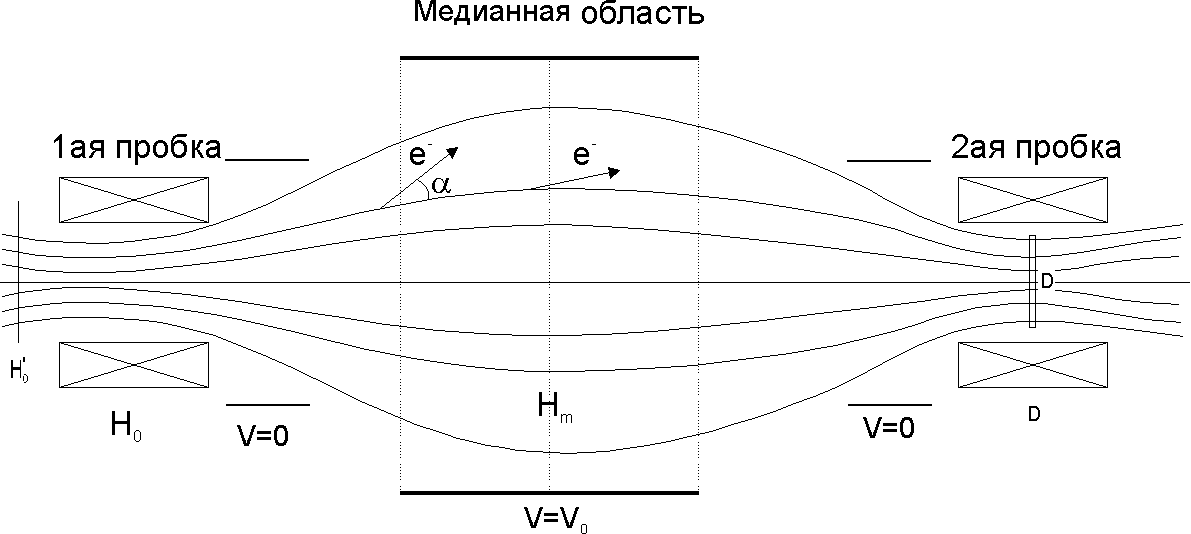 Медианная область
1ая пробка
2ая пробка
e-
e-
α
D
H'0
H0
V=0
Hm
V=0
D
V=V0